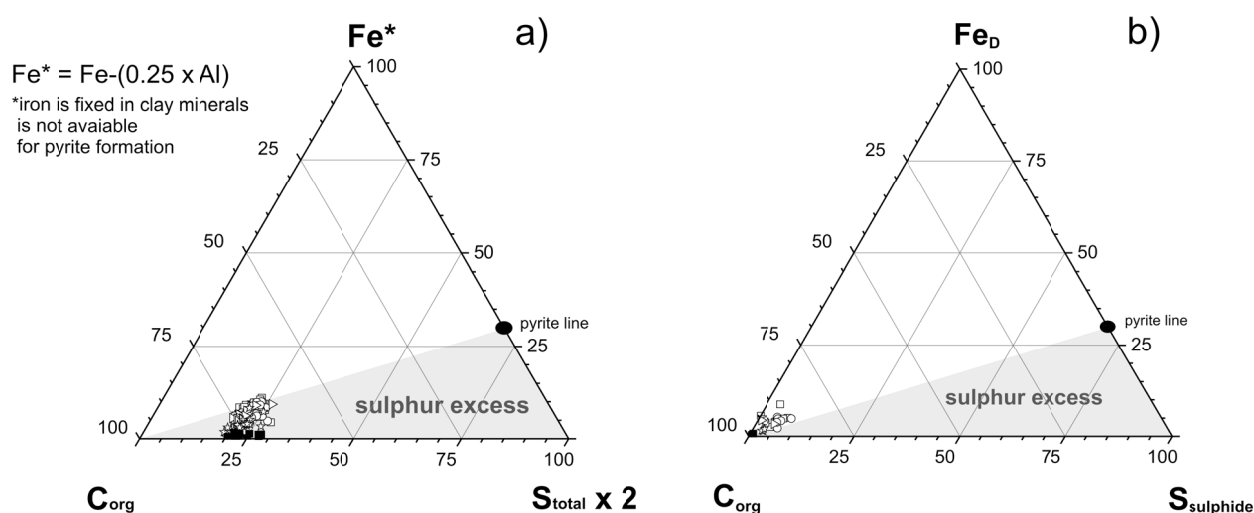 Fe*
a)
Fe* = Fe-(0.25 x Al)
*iron is fixed in clay minerals
is not avaiable
for pyrite formation
100
25
75
50
50
pyrite line
75
25
sulphur excess
100
25
50
75
100
Corg
Stotal x 2
FeD
b)
100
25
75
50
50
pyrite line
75
25
sulphur excess
100
25
50
75
100
Corg
Ssulphide